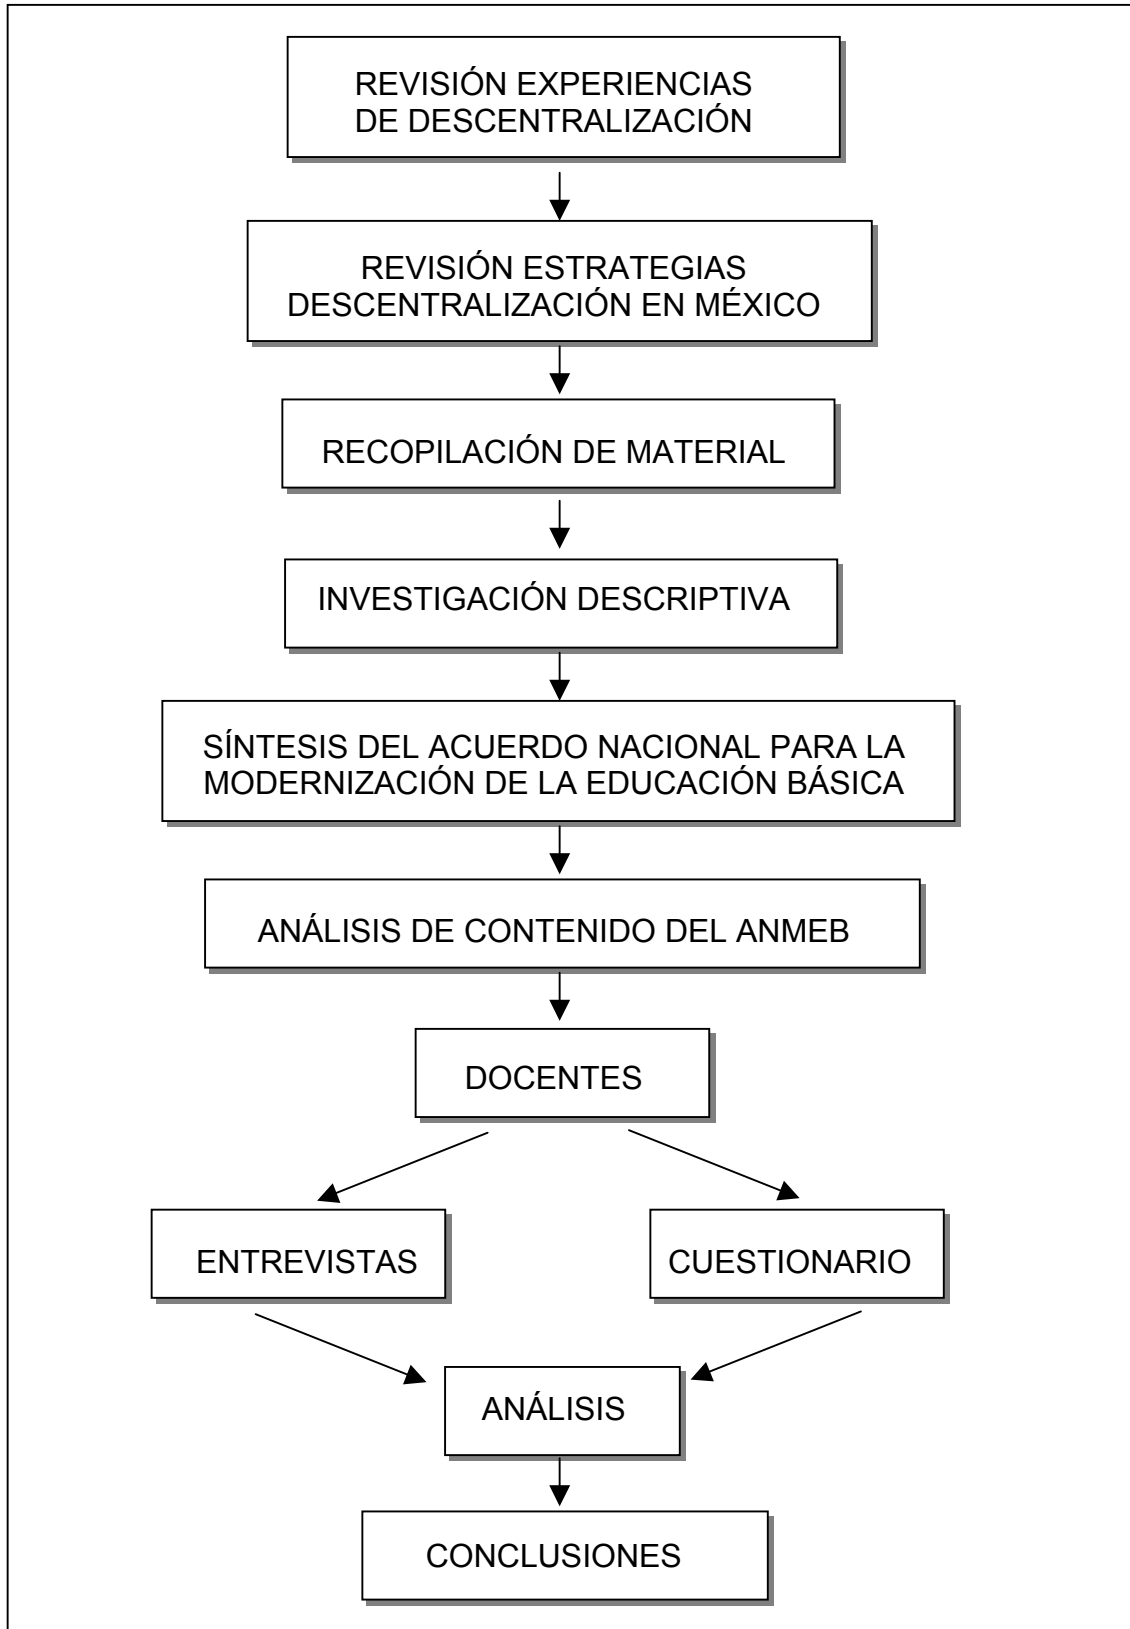 REVISIÓN EXPERIENCIAS
DE DESCENTRALIZACIÓN
REVISIÓN ESTRATEGIAS
DESCENTRALIZACIÓN EN MÉXICO
RECOPILACIÓN DE MATERIAL
INVESTIGACIÓN DESCRIPTIVA
SÍNTESIS DEL ACUERDO NACIONAL PARA LA
MODERNIZACIÓN DE LA EDUCACIÓN BÁSICA
ANÁLISIS DE CONTENIDO DEL ANMEB
DOCENTES
ENTREVISTAS
CUESTIONARIO
ANÁLISIS
CONCLUSIONES